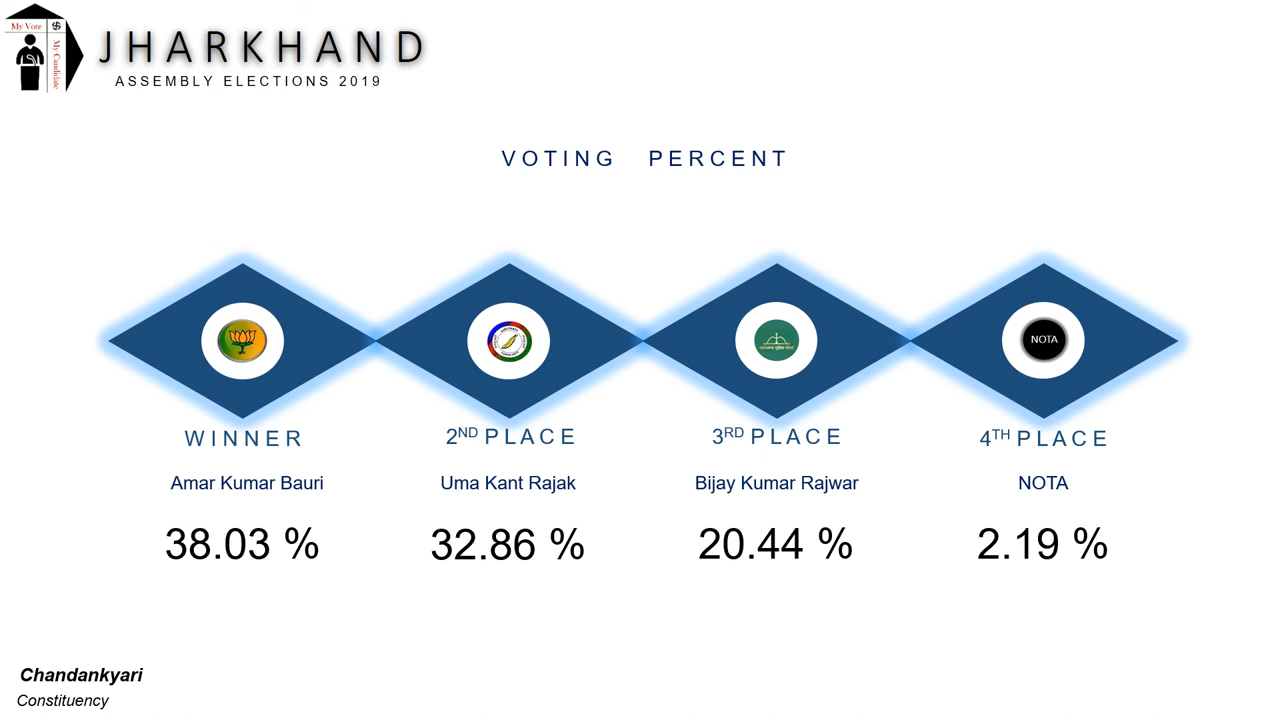 My Vote
My Candidate
JHARKHAND
ASSEMBLY ELECTIONS 2019
VOTING PERCENT
NOTA
WINNER 2ND PLACE 3RD PLACE 4TH PLACE
Amar Kumar Bauri Uma Kant Rajak Bijay Kumar Rajwar NOTA
38.03 % 32.86 % 20.44 % 2.19 %
Chandankyari
Constituency